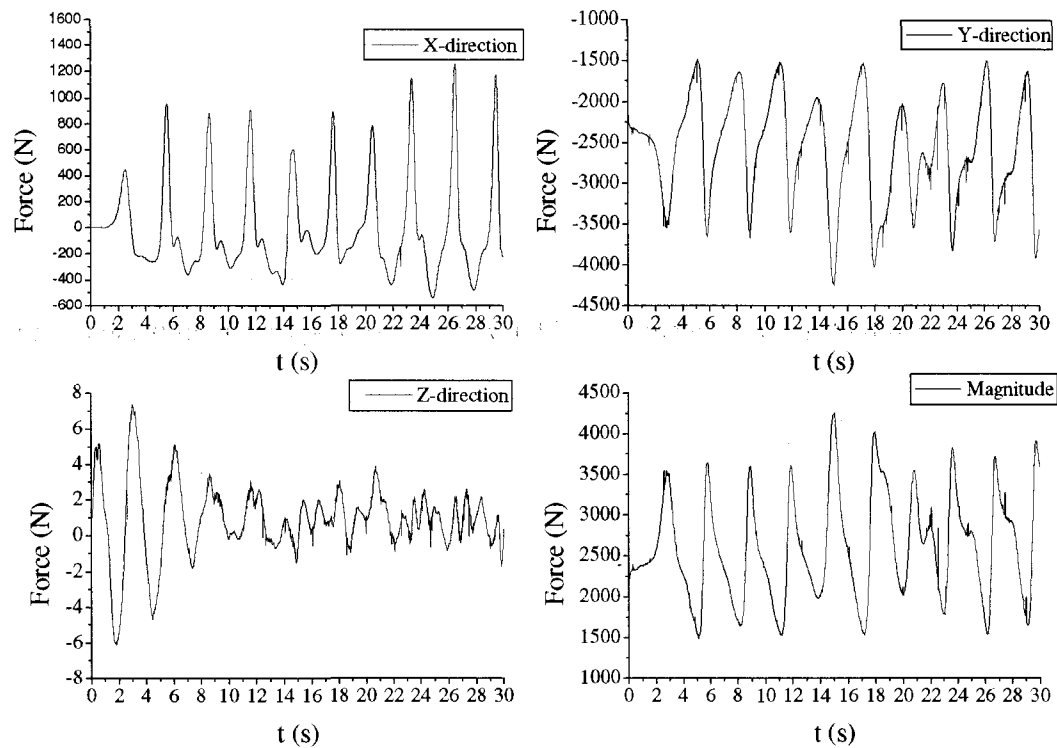 X-direction
Force (N)
1600
1400
1200
1000
800
600
400
200
0
-200
-400
-600
0 2 4 6 8 10 12 14 16 18 20 22 24 26 28 30
t (s)
Y-direction
Force (N)
-1000
-1500
-2000
-2500
-3000
-3500
-4000
-4500
0 2 4 6 8 10 12 14 16 18 20 22 24 26 28 30
t (s)
Z-direction
Force (N)
8
6
4
2
0
-2
-4
-6
-8
0 2 4 6 8 10 12 14 16 18 20 22 24 26 28 30
t (s)
Magnitude
Force (N)
4500
4000
3500
3000
2500
2000
1500
1000
0 2 4 6 8 10 12 14 16 18 20 22 24 26 28 30
t (s)